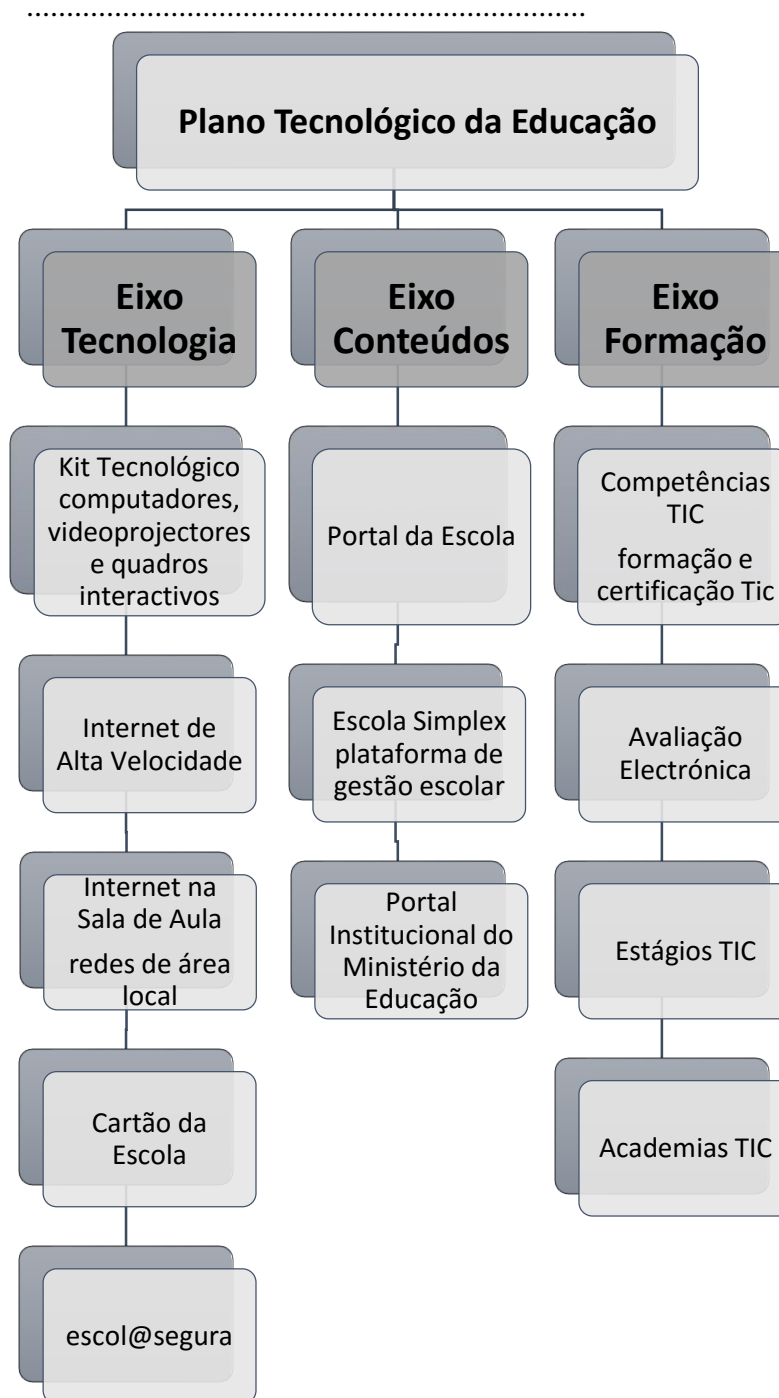 Plano Tecnológico da Educação
Eixo
Tecnologia
Kit Tecnológico
computadores,
videoprojectores
e quadros
interactivos
Internet de
Alta Velocidade
Internet na
Sala de Aula
redes de área
local
Cartão da
Escola
escol@segura
Eixo
Conteúdos
Portal da Escola
Escola Simplex
plataforma de
gestão escolar
Portal
Institucional do
Ministério da
Educação
Eixo
Formação
Competências
TIC
formação e
certificação Tic
Avaliação
Electrónica
Estágios TIC
Academias TIC